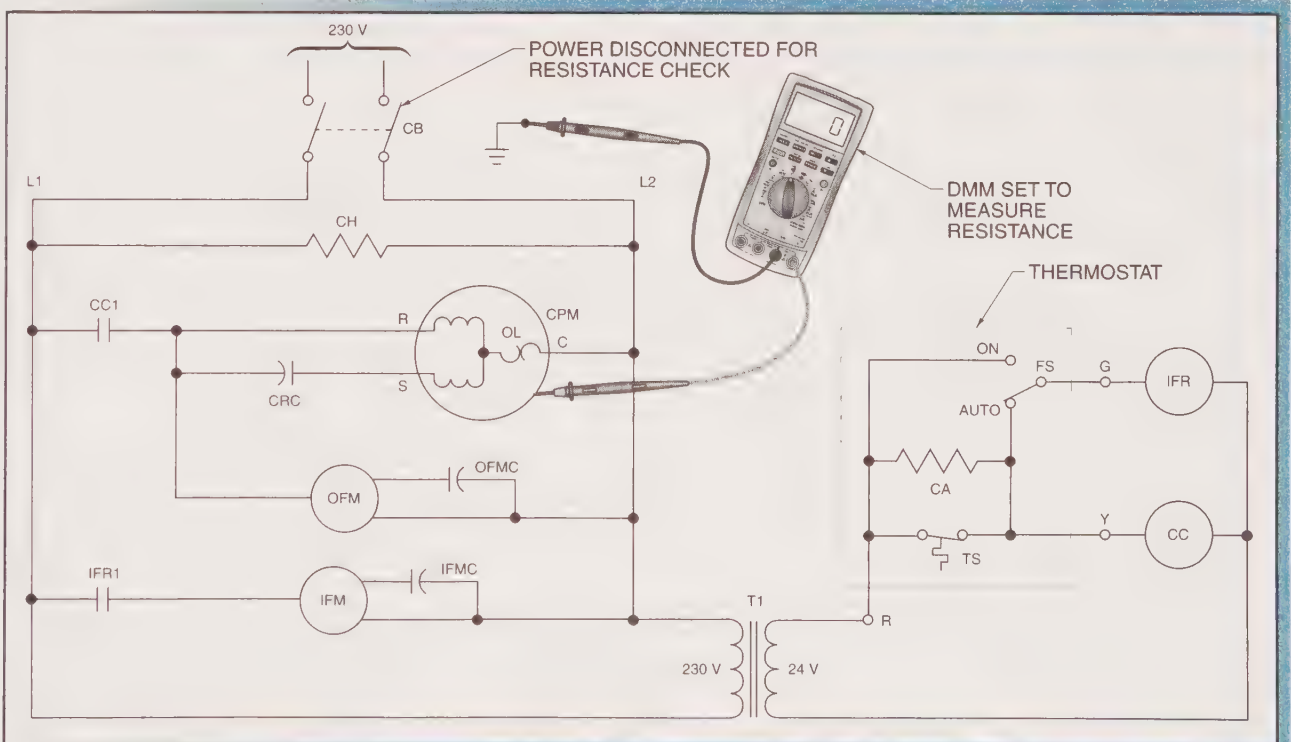 230 V
POWER DISCONNECTED FOR
RESISTANCE CHECK
CB
0
L1
L2
DMM SET TO
MEASURE
RESISTANCE
CH
THERMOSTAT
CC1
R
OL
CPM
C
S
CRC
ON
FS
G
IFR
AUTO
OFMC
OFM
CA
Y
CC
TS
IFR1
IFMC
IFM
T1
R
230 V
24 V